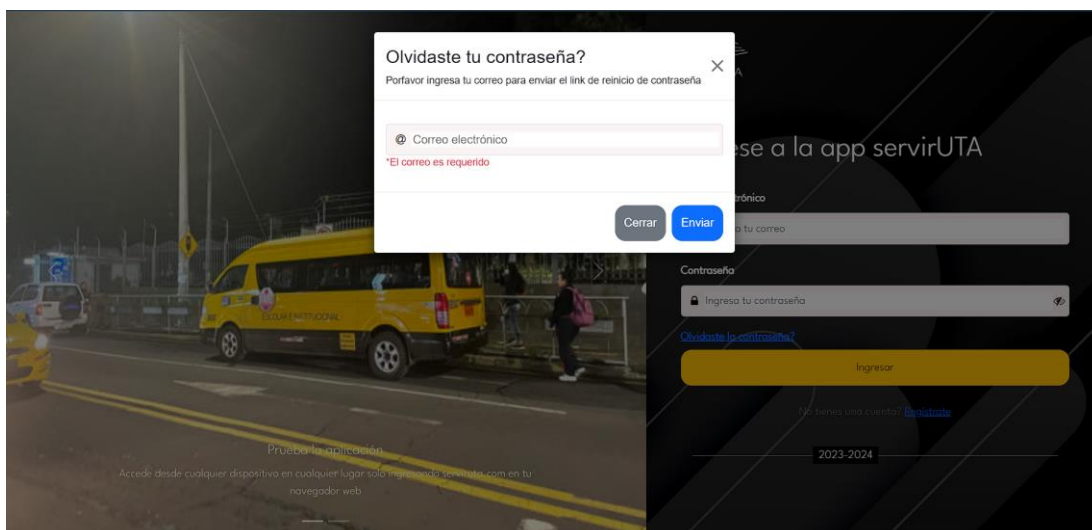 Olvidaste tu contraseña?
Porfavor ingresa tu correo para enviar el link de reinicio de contraseña
@ Correo electrónico
*El correo es requerido
Cerrar
Enviar
A
ese a la app servirUTA
trónico
tu correo
Contraseña
Ingresa tu contraseña
Olvidaste la contraseña?
Ingresar
No tienes una cuenta? Registrate
2023-2024
ESCOLAR E INSTITUCIONAL
Prueba la aplicación
Accede desde cualquier dispositivo en cualquier lugar solo ingresando serviruta.com en tu
navegador web